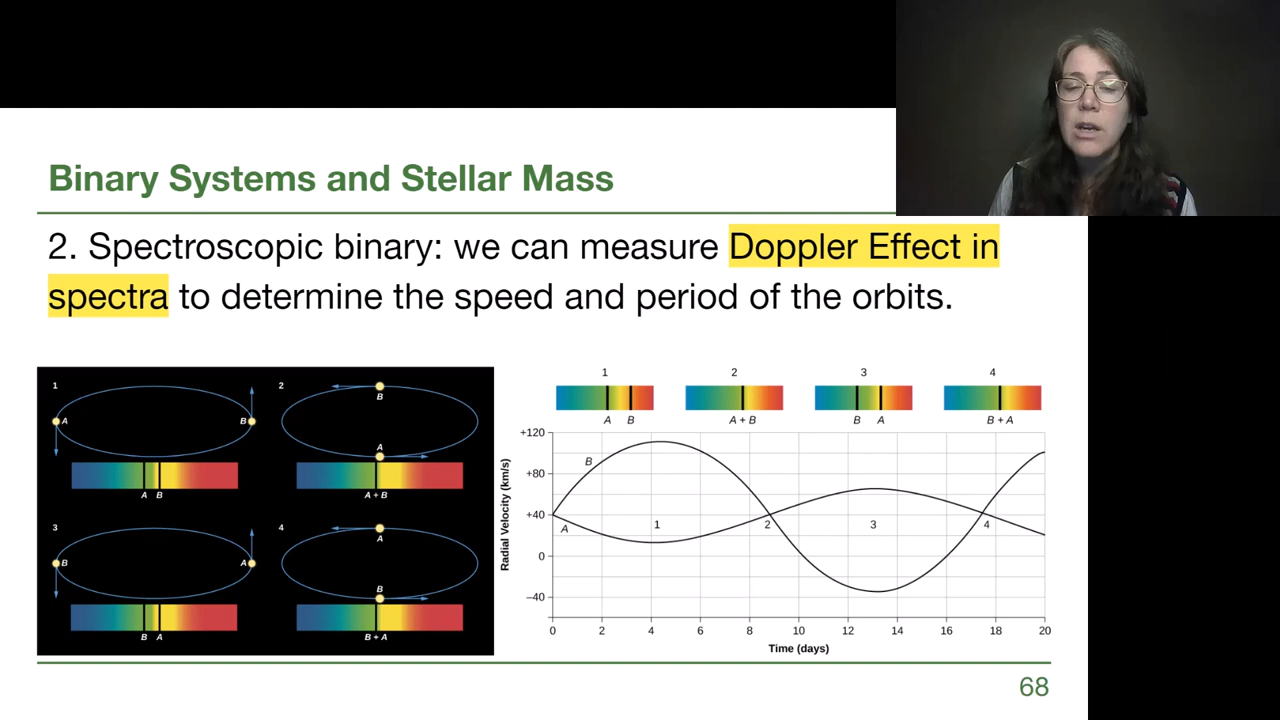 Binary Systems and Stellar Mass
2. Spectroscopic binary: we can measure Doppler Effect in
spectra to determine the speed and period of the orbits.
1
A
B
A B
2
B
A
A + B
3
B
A
B A
4
A
B
B + A
1 2 3 4
A B A + B B A B + A
Radial Velocity (km/s)
+120
+80
+40
0
–40
B
A
1 2 3 4
0 2 4 6 8 10 12 14 16 18 20
Time (days)
68